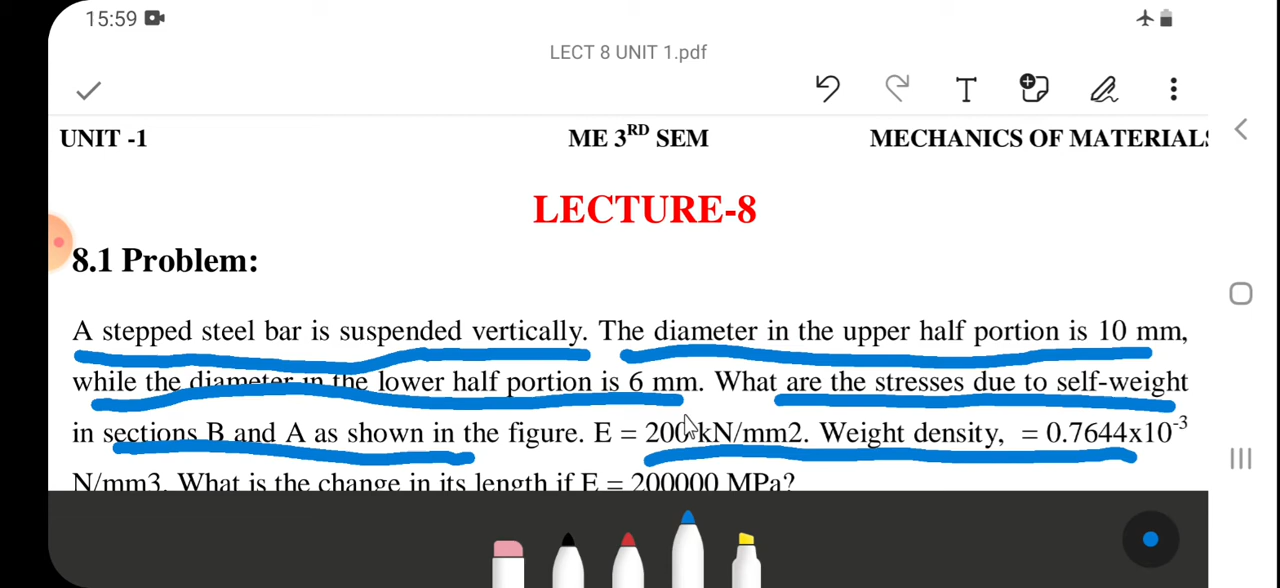 15:59
LECT 8 UNIT 1.pdf
UNIT -1 ME 3RD SEM MECHANICS OF MATERIALS
LECTURE-8
8.1 Problem:
A stepped steel bar is suspended vertically. The diameter in the upper half portion is 10 mm,
while the diameter in the lower half portion is 6 mm. What are the stresses due to self-weight
in sections B and A as shown in the figure. E = 200 kN/mm2. Weight density, = 0.7644x10-3
N/mm3. What is the change in its length if E = 200000 MPa?